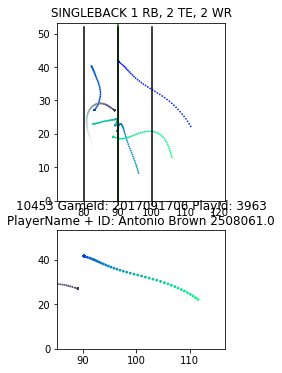 SINGLEBACK 1 RB, 2 TE, 2 WR
50
40
30
20
10
0
80 90 100 120
10453 GameId: 2017091706 PlayId: 3963
PlayerName + ID: Antonio Brown 2508061.0
40
20
0
90 100 110